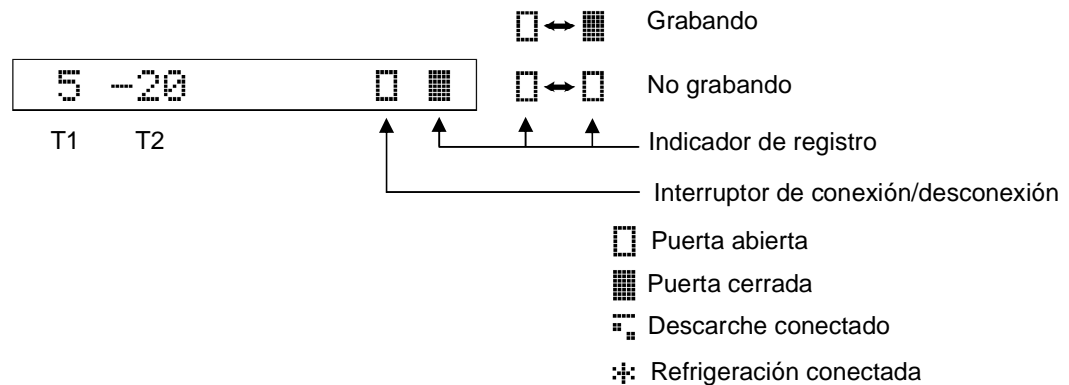 Grabando
5 -20
No grabando
T1 T2
Indicador de registro
Interruptor de conexión/desconexión
Puerta abierta
Puerta cerrada
Descarche conectado
Refrigeración conectada